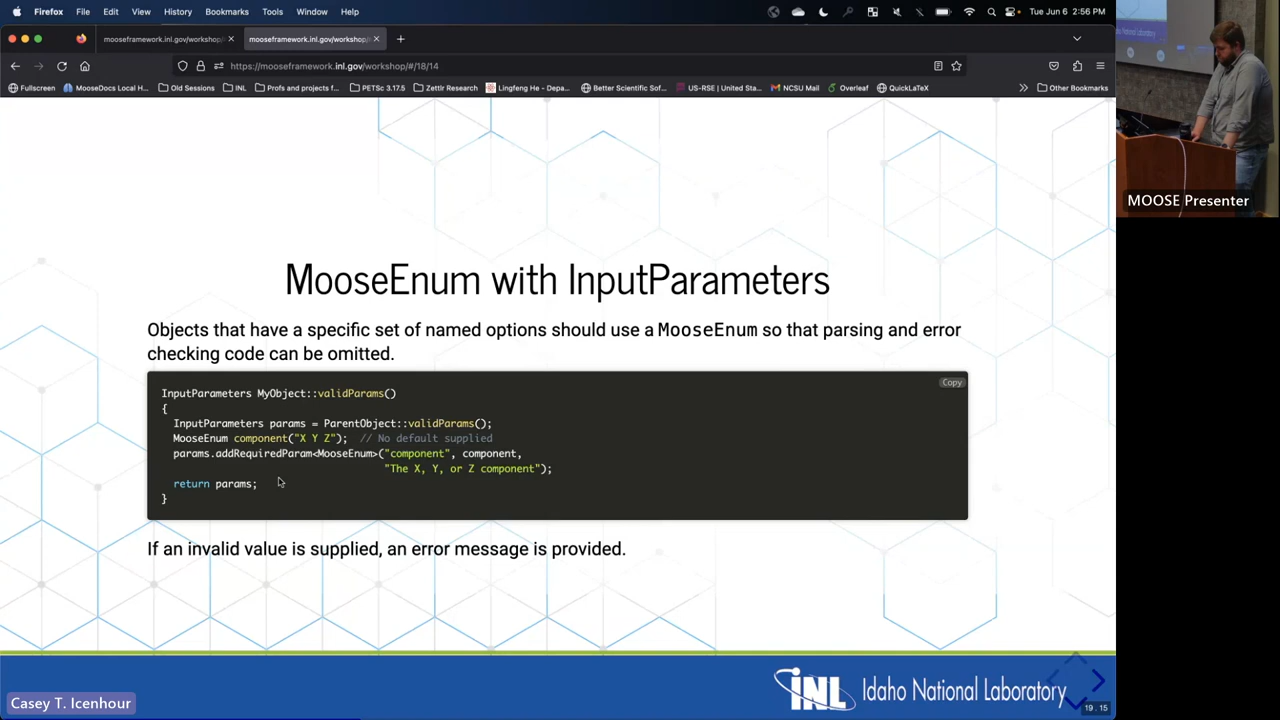 Firefox File Edit View History Bookmarks Tools Window Help Tue Jun 6 2:56 PM
mooseframework.inl.gov/workshop/ mooseframework.inl.gov/workshop/
https://mooseframework.inl.gov/workshop/#/18/14
Fullscreen MooseDocs Local H... Old Sessions INL Profs and projects f... PETSc 3.17.5 Zettlr Research Lingfeng He - Depa... Better Scientific Sof... US-RSE | United Sta... NCSU Mail Overleaf QuickLaTeX Other Bookmarks
MOOSE Presenter
MooseEnum with InputParameters
Objects that have a specific set of named options should use a MooseEnum so that parsing and error
checking code can be omitted.
Copy
InputParameters MyObject::validParams()
{
InputParameters params = ParentObject::validParams();
MooseEnum component("X Y Z"); // No default supplied
params.addRequiredParam<MooseEnum>("component", component,
"The X, Y, or Z component");
return params;
}
If an invalid value is supplied, an error message is provided.
INL Idaho National Laboratory
Casey T. Icenhour
19 . 15